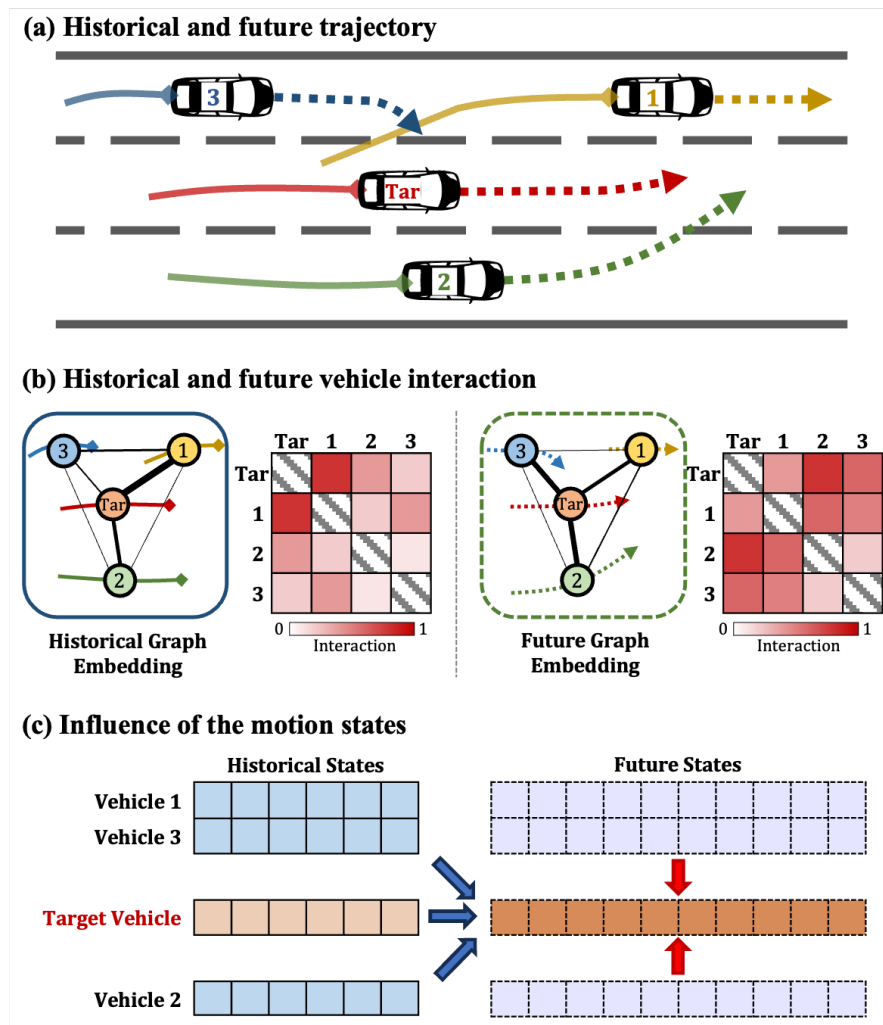 (a) Historical and future trajectory
3
1
Tar
2
(b) Historical and future vehicle interaction
3
1
Tar
2
Tar 1 2 3
Tar
1
2
3
0 1
Interaction
Historical Graph
Embedding
3
1
Tar
2
Tar 1 2 3
Tar
1
2
3
0 1
Interaction
Future Graph
Embedding
(c) Influence of the motion states
Historical States Future States
Vehicle 1
Vehicle 3
Target Vehicle
Vehicle 2